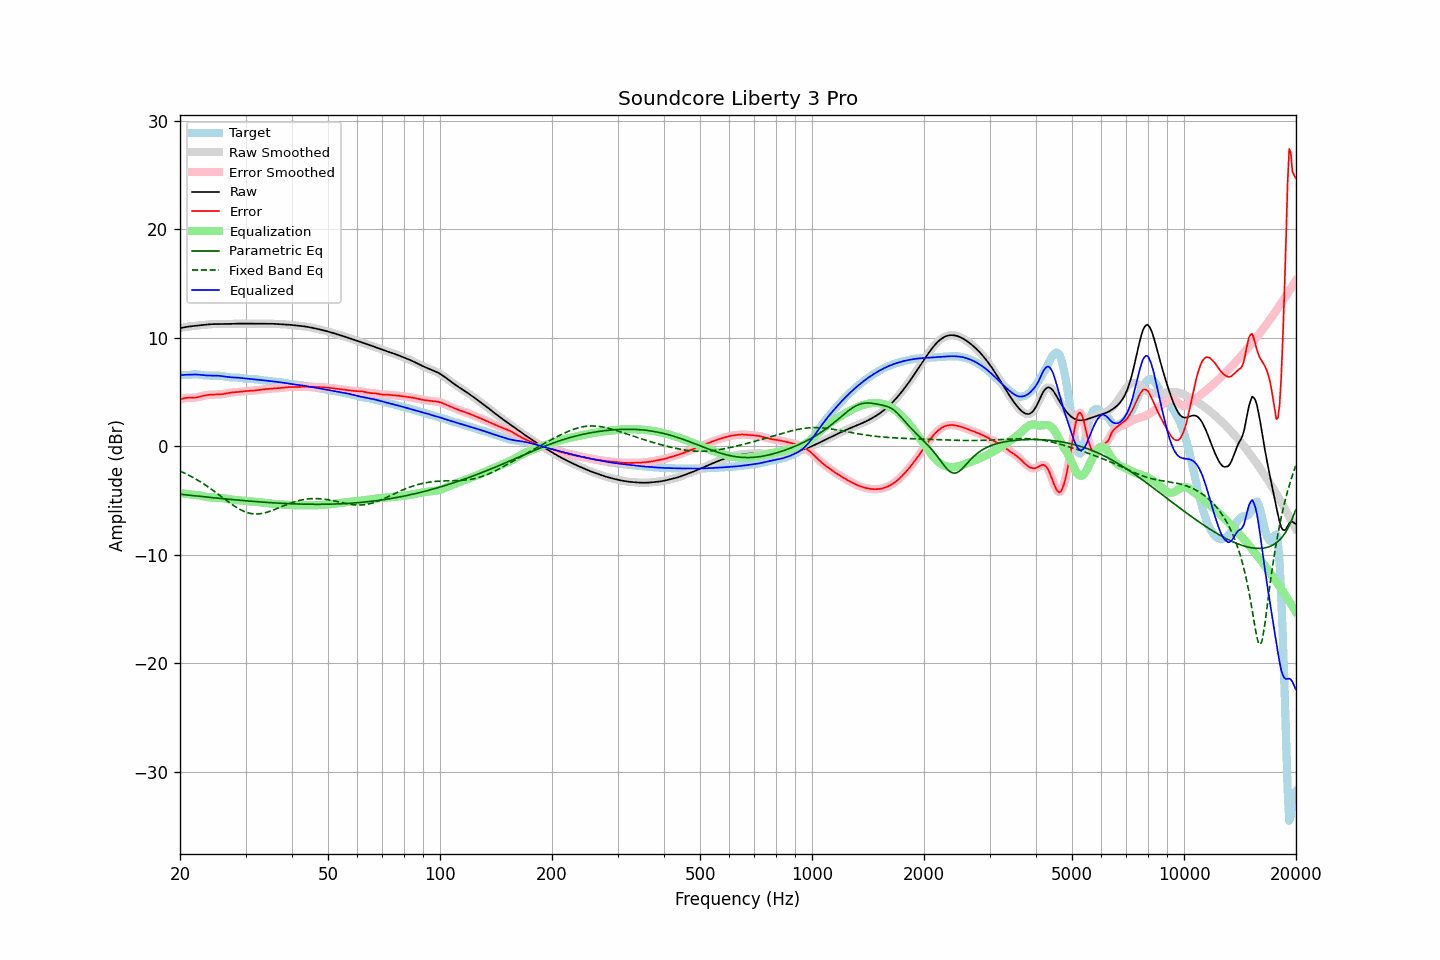 Soundcore Liberty 3 Pro
Target
Raw Smoothed
Error Smoothed
Raw
Error
Equalization
Parametric Eq
Fixed Band Eq
Equalized
30
20
10
0
−10
−20
−30
Amplitude (dBr)
20
50
100
200
500
1000
2000
5000
10000
20000
Frequency (Hz)